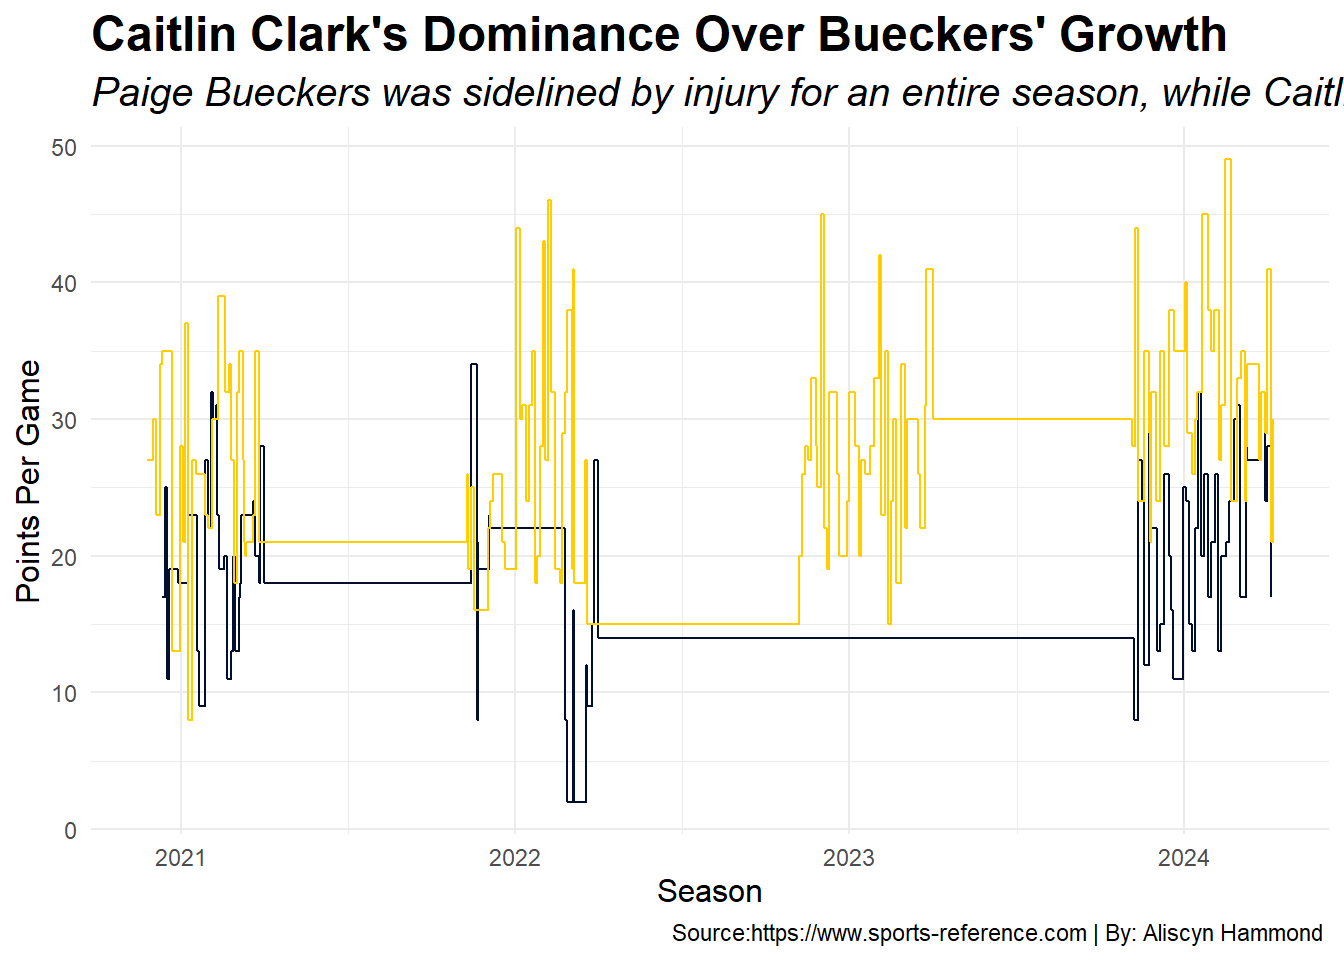 Caitlin Clark's Dominance Over Bueckers' Growth
Paige Bueckers was sidelined by injury for an entire season, while Caitl
50
40
30
20
10
0
Points Per Game
2021 2022 2023 2024
Season
Source:https://www.sports-reference.com | By: Aliscyn Hammond